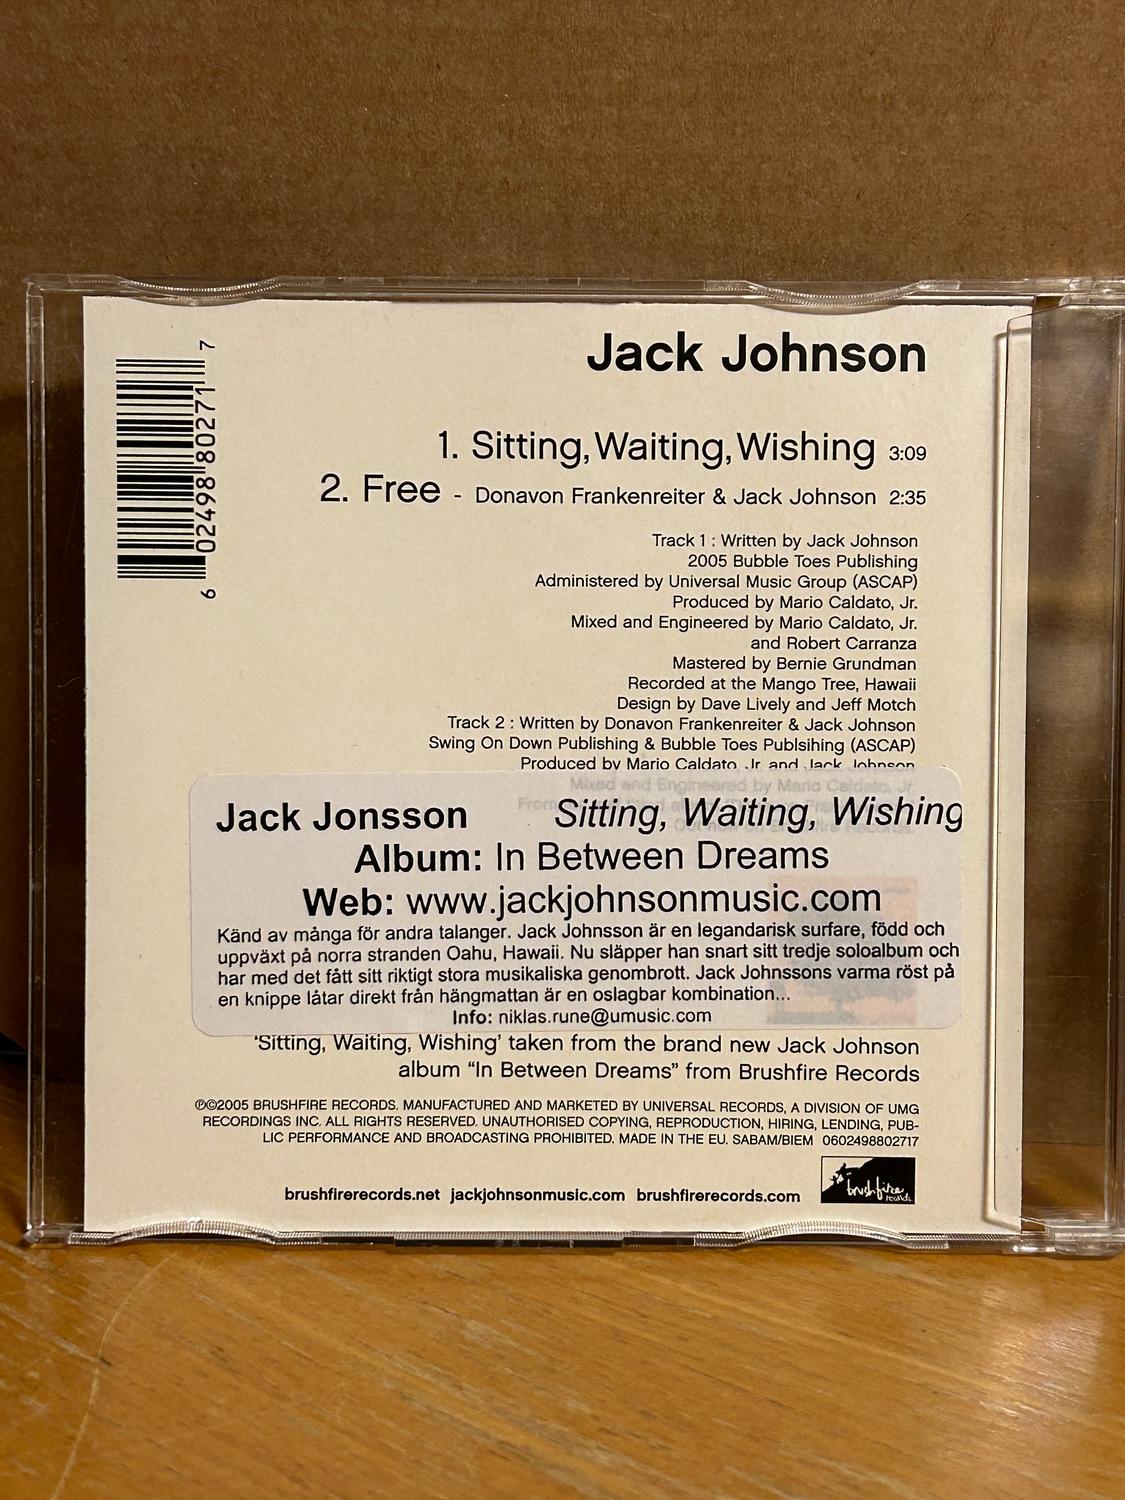 Jack Johnson
1. Sitting, Waiting, Wishing 3:09
2. Free - Donavon Frankenreiter & Jack Johnson 2:35
6 02498 80271 7
Track 1 : Written by Jack Johnson
2005 Bubble Toes Publishing
Administered by Universal Music Group (ASCAP)
Produced by Mario Caldato, Jr.
Mixed and Engineered by Mario Caldato, Jr.
and Robert Carranza
Mastered by Bernie Grundman
Recorded at the Mango Tree, Hawaii
Design by Dave Lively and Jeff Motch
Track 2 : Written by Donavon Frankenreiter & Jack Johnson
Swing On Down Publishing & Bubble Toes Publsihing (ASCAP)
Produced by Mario Caldato, Jr. and Jack Johnson
Mixed and Engineered by Mario Caldato, Jr.
Jack Jonsson Sitting, Waiting, Wishing
Album: In Between Dreams
Web: www.jackjohnsonmusic.com
Känd av många för andra talanger. Jack Johnsson är en legandarisk surfare, född och
uppväxt på norra stranden Oahu, Hawaii. Nu släpper han snart sitt tredje soloalbum och
har med det fått sitt riktigt stora musikaliska genombrott. Jack Johnssons varma röst på
en knippe låtar direkt från hängmattan är en oslagbar kombination...
Info: niklas.rune@umusic.com
'Sitting, Waiting, Wishing' taken from the brand new Jack Johnson
album "In Between Dreams" from Brushfire Records
℗©2005 BRUSHFIRE RECORDS. MANUFACTURED AND MARKETED BY UNIVERSAL RECORDS, A DIVISION OF UMG
RECORDINGS INC. ALL RIGHTS RESERVED. UNAUTHORISED COPYING, REPRODUCTION, HIRING, LENDING, PUB-
LIC PERFORMANCE AND BROADCASTING PROHIBITED. MADE IN THE EU. SABAM/BIEM 0602498802717
brushfire
records
brushfirerecords.net jackjohnsonmusic.com brushfirerecords.com